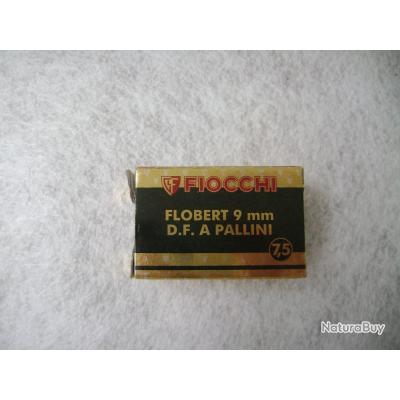 FIOCCHI
FLOBERT 9 mm
D.F. A PALLINI
7,5
NaturaBuy